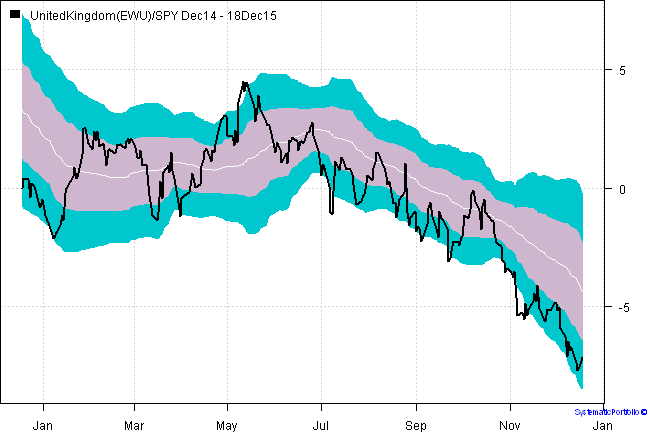 UnitedKingdom(EWU)/SPY Dec14 - 18Dec15
5
0
-5
Jan Mar May Jul Sep Nov Jan
SystematicPortfolio ©